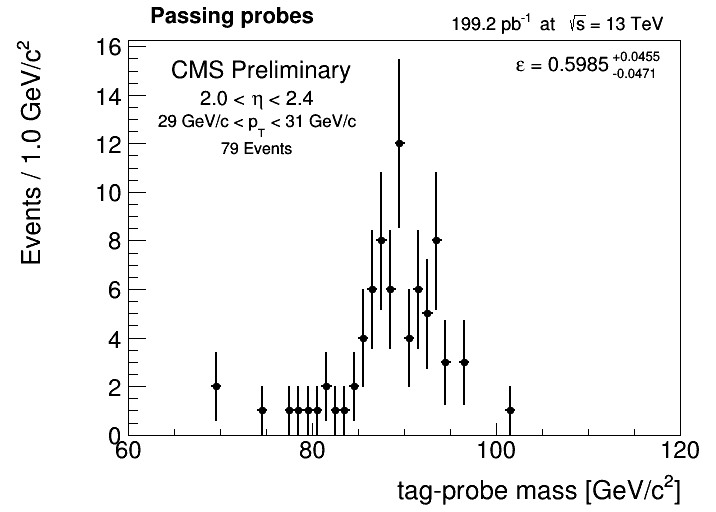 Passing probes
199.2 pb⁻¹ at √s = 13 TeV
CMS Preliminary
2.0 < η < 2.4
29 GeV/c < p_T < 31 GeV/c
79 Events
ε = 0.5985 +0.0455 -0.0471
Events / 1.0 GeV/c²
16
14
12
10
8
6
4
2
0
60 80 100 120
tag-probe mass [GeV/c²]